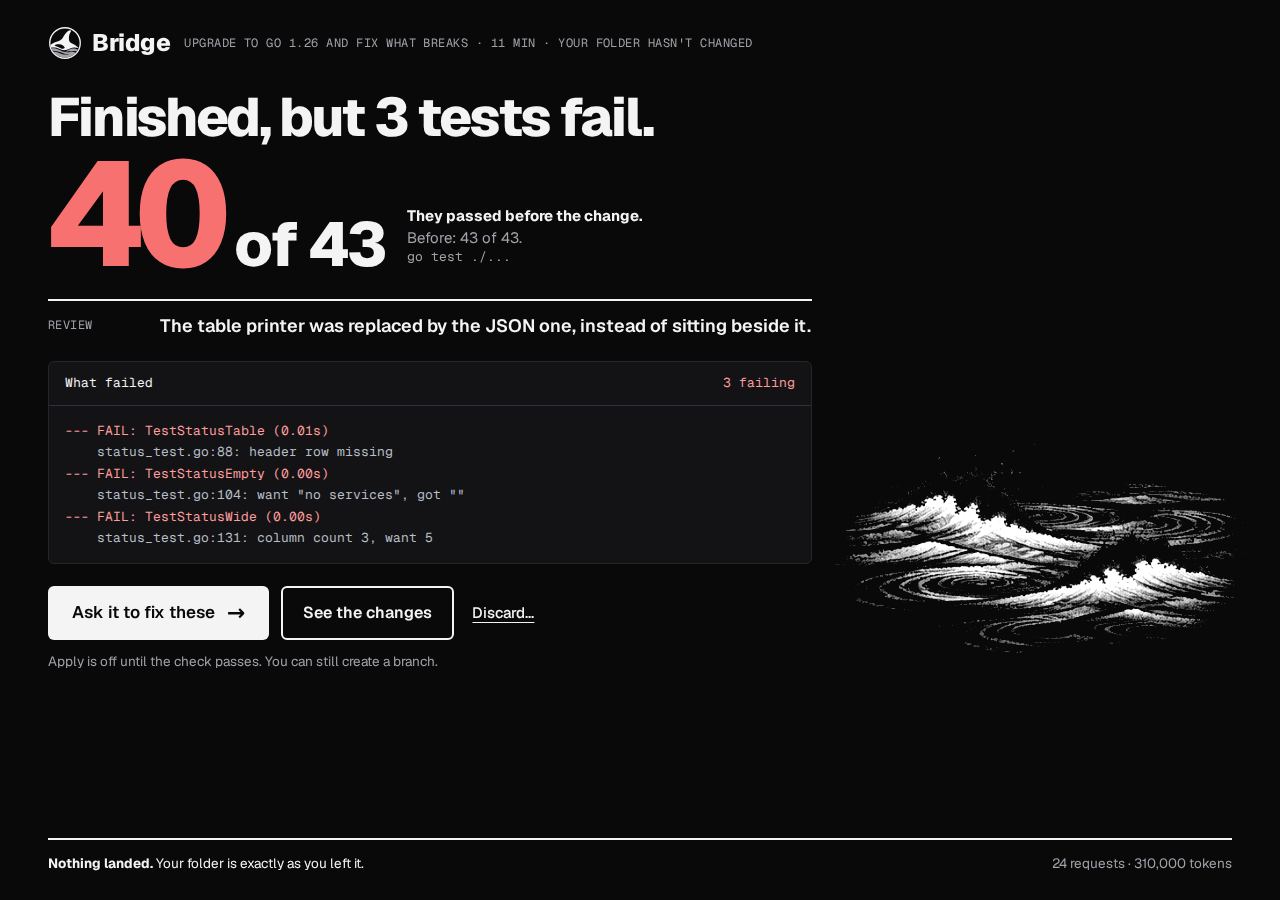 Bridge UPGRADE TO GO 1.26 AND FIX WHAT BREAKS · 11 MIN · YOUR FOLDER HASN'T CHANGED
Finished, but 3 tests fail.
40 of 43
They passed before the change.
Before: 43 of 43.
go test ./...
REVIEW The table printer was replaced by the JSON one, instead of sitting beside it.
What failed 3 failing
--- FAIL: TestStatusTable (0.01s)
    status_test.go:88: header row missing
--- FAIL: TestStatusEmpty (0.00s)
    status_test.go:104: want "no services", got ""
--- FAIL: TestStatusWide (0.00s)
    status_test.go:131: column count 3, want 5
Ask it to fix these → See the changes Discard…
Apply is off until the check passes. You can still create a branch.
Nothing landed. Your folder is exactly as you left it. 24 requests · 310,000 tokens